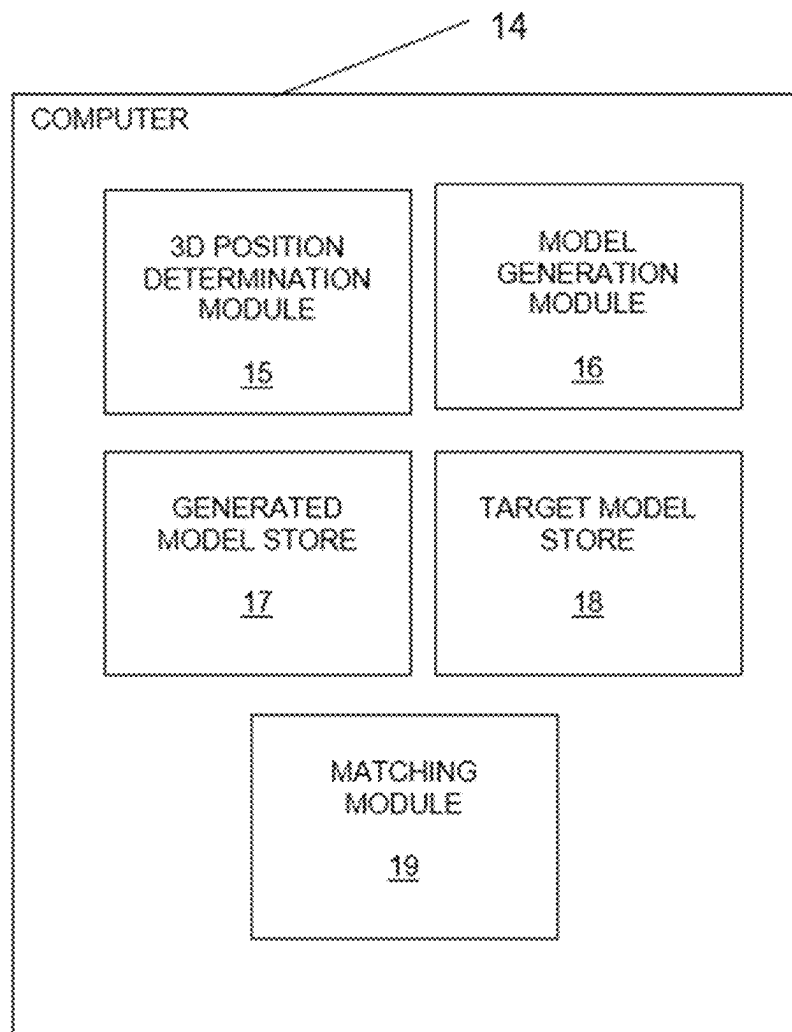 14
COMPUTER
3D POSITION
DETERMINATION
MODULE
15
MODEL
GENERATION
MODULE
16
GENERATED
MODEL STORE
17
TARGET MODEL
STORE
18
MATCHING
MODULE
19